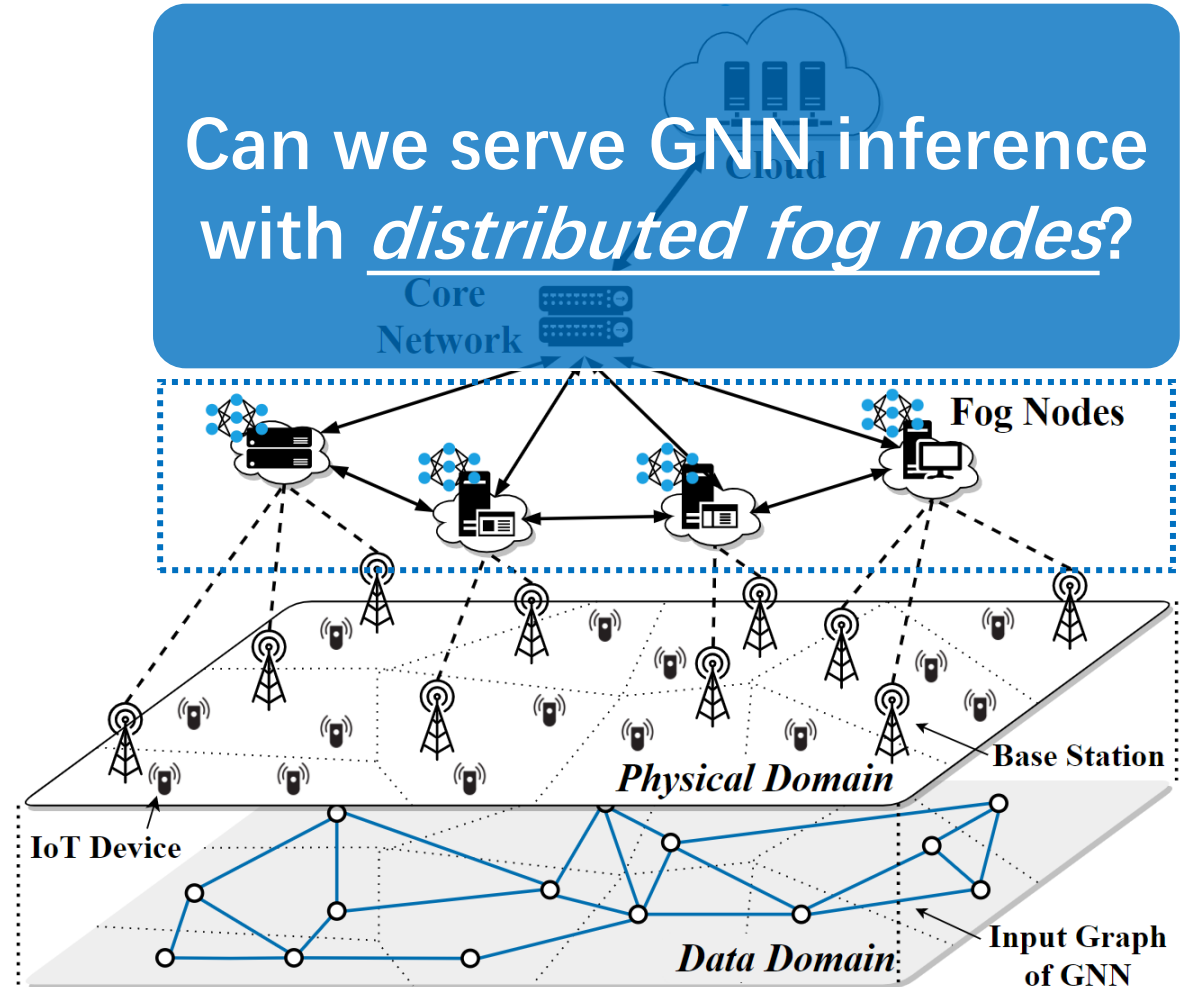 Can we serve GNN inference
Cloud
with distributed fog nodes?
Core
Network
Fog Nodes
Base Station
Physical Domain
IoT Device
Input Graph
of GNN
Data Domain